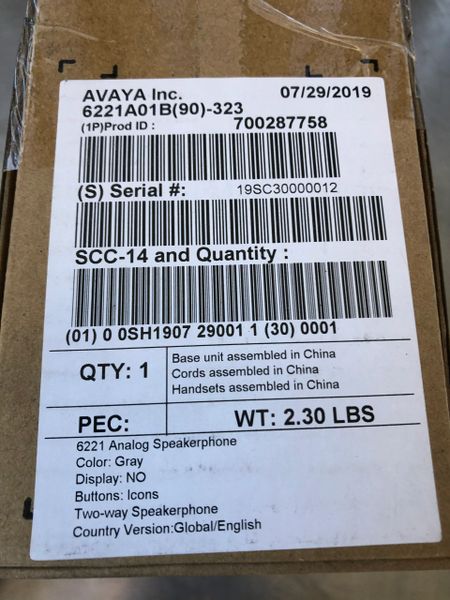 AVAYA Inc. 07/29/2019
6221A01B(90)-323
(1P)Prod ID : 700287758
(S) Serial #: 19SC30000012
SCC-14 and Quantity :
(01) 0 0SH1907 29001 1 (30) 0001
QTY: 1
Base unit assembled in China
Cords assembled in China
Handsets assembled in China
PEC: WT: 2.30 LBS
6221 Analog Speakerphone
Color: Gray
Display: NO
Buttons: Icons
Two-way Speakerphone
Country Version:Global/English